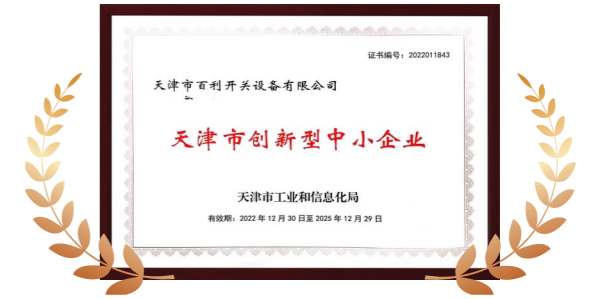 证书编号：2022011843
天津市百利开关设备有限公司
天津市创新型中小企业
天津市工业和信息化局
有效期：2022 年 12 月 30 日至 2025 年 12 月 29 日